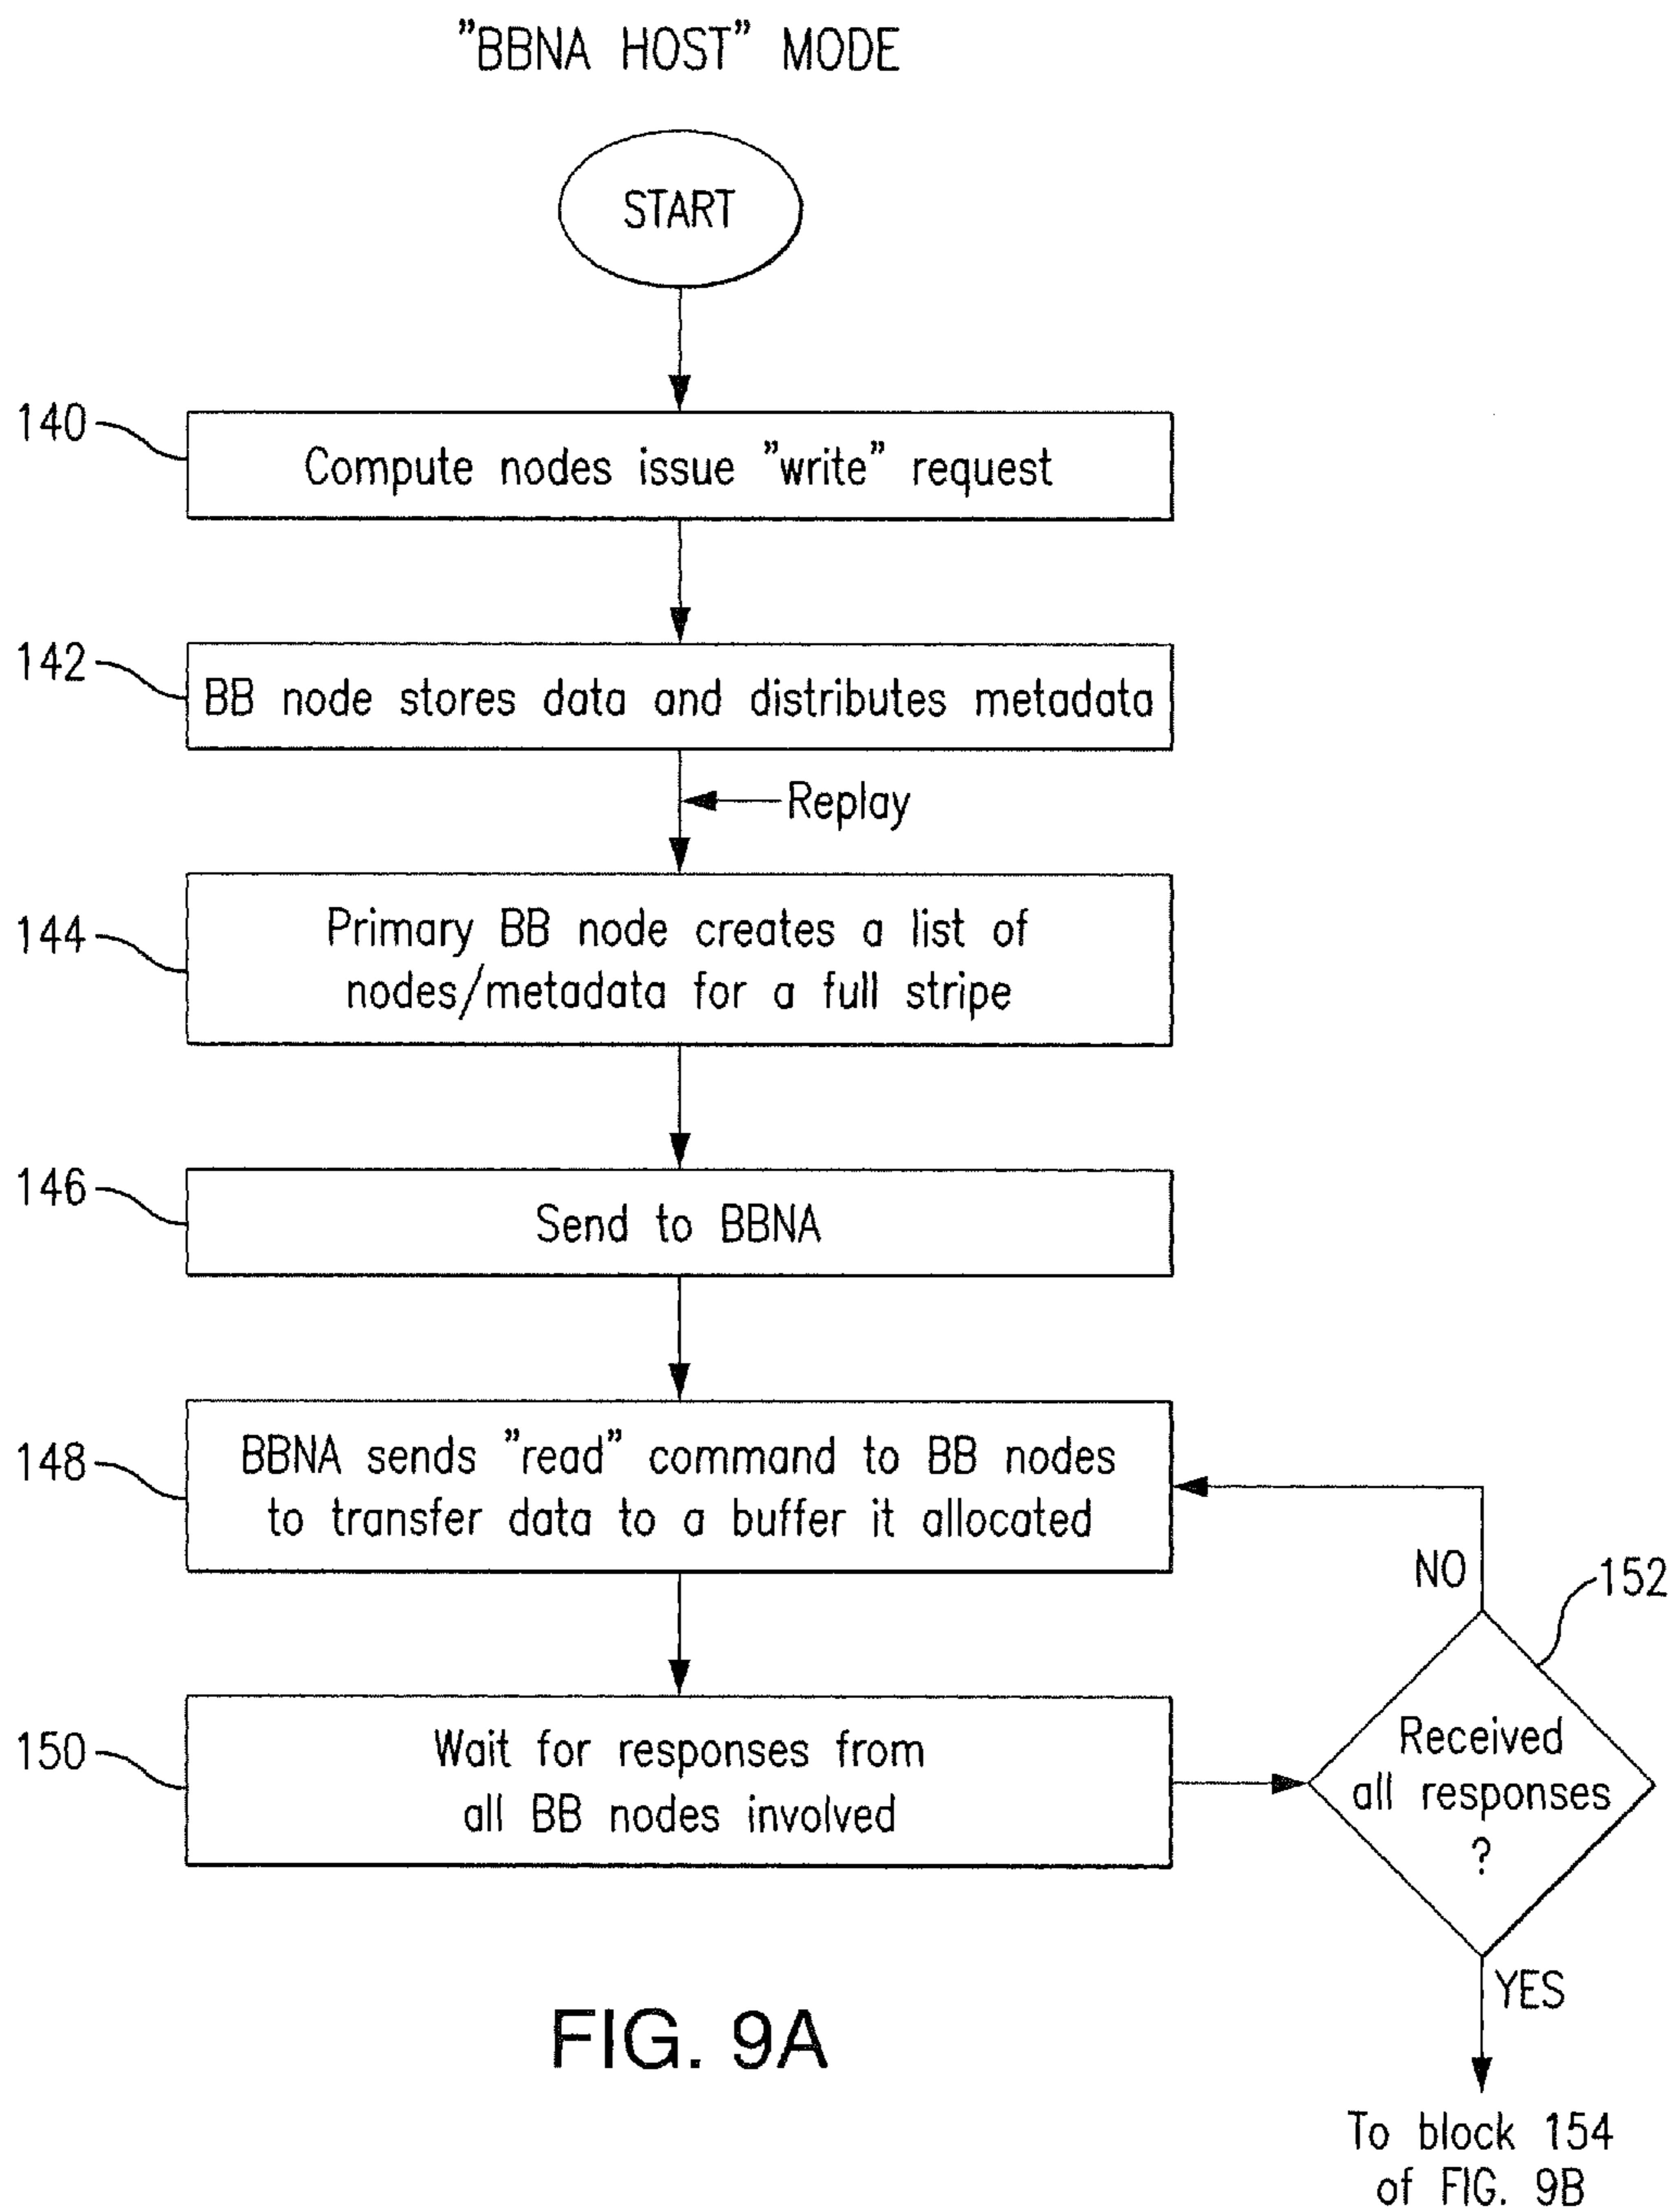 "BBNA HOST" MODE
START
140
Compute nodes issue "write" request
142
BB node stores data and distributes metadata
Replay
144
Primary BB node creates a list of
nodes/metadata for a full stripe
146
Send to BBNA
148
BBNA sends "read" command to BB nodes
to transfer data to a buffer it allocated
NO
152
150
Wait for responses from
all BB nodes involved
Received
all responses
?
YES
FIG. 9A
To block 154
of FIG. 9B